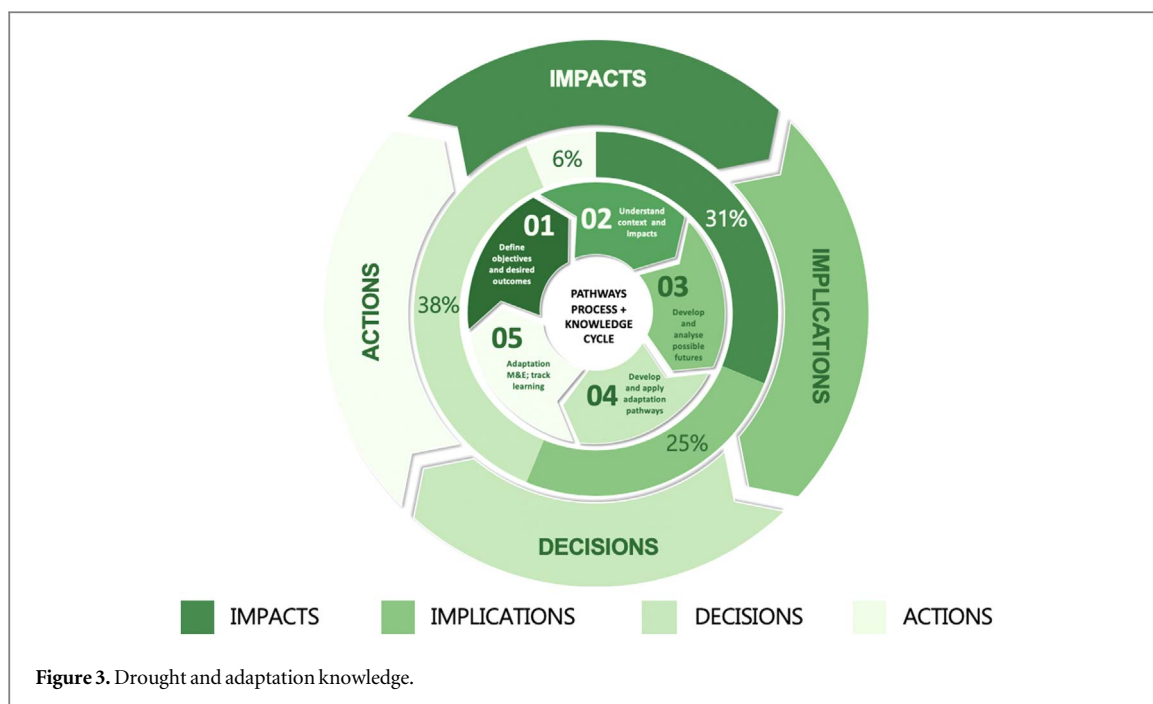 IMPACTS
IMPLICATIONS
DECISIONS
ACTIONS
6%
31%
25%
38%
01
Define
objectives
and desired
outcomes
02
Understand
context and
impacts
03
Develop
and
analyse
possible
futures
04
Develop
and apply
adaptation
pathways
05
Adaptation
M&E; track
learning
PATHWAYS
PROCESS +
KNOWLEDGE
CYCLE
IMPACTS
IMPLICATIONS
DECISIONS
ACTIONS
Figure 3. Drought and adaptation knowledge.